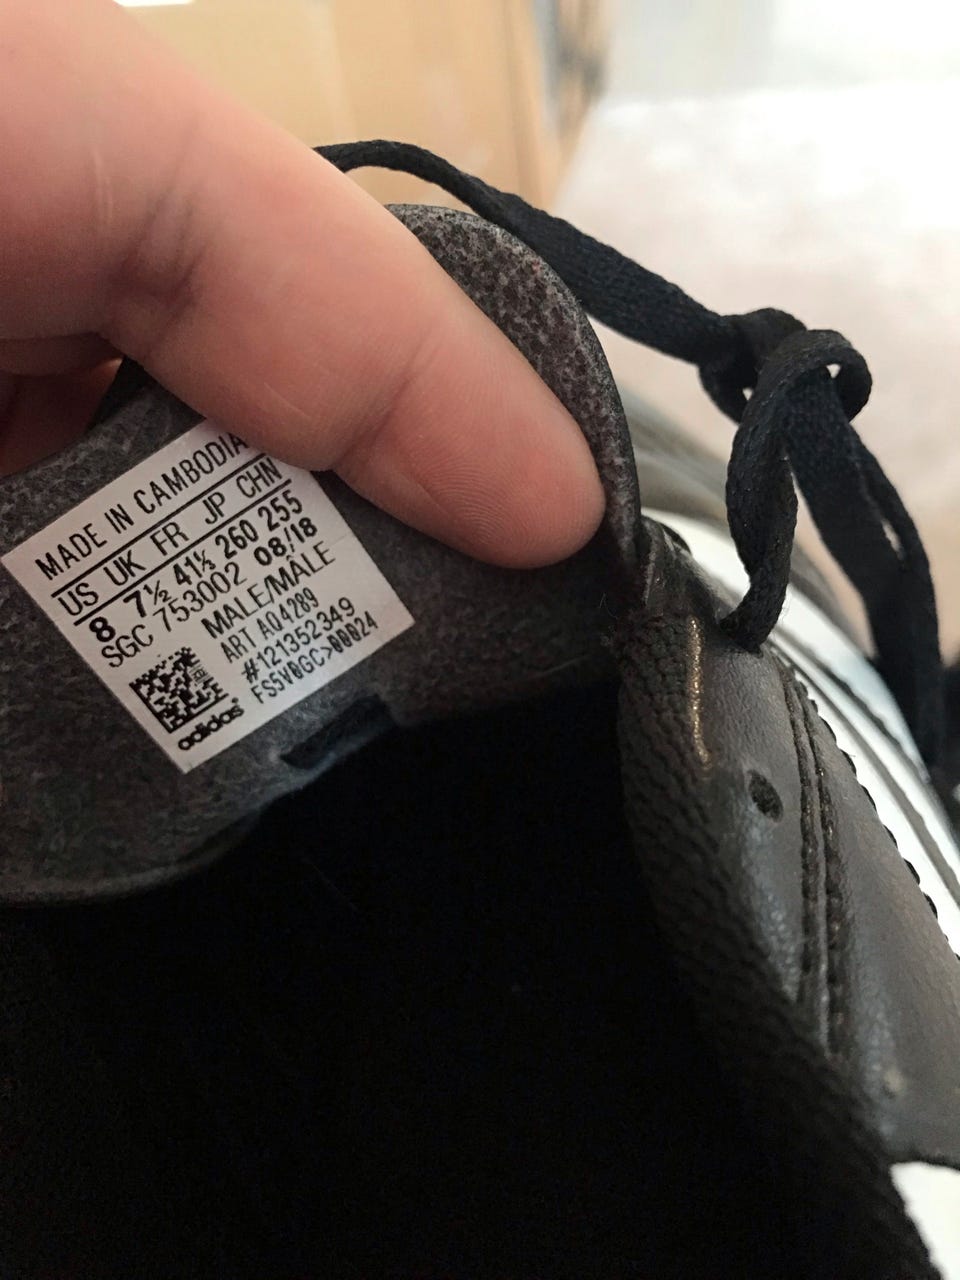 MADE IN CAMBODIA
US UK FR JP CHN
8 7½ 41⅓ 260 255
SGC 753002 08/18
MALE/MÂLE
ART AQ4289
#121352349
FS5V0GC>00024
adidas